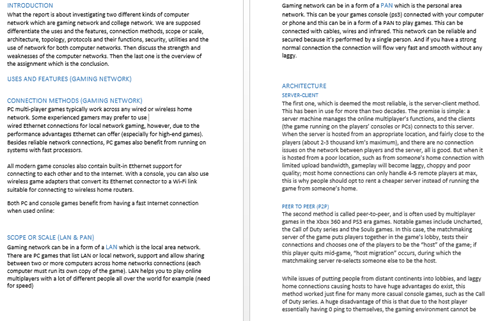 INTRODUCTION
What the report is about is investigating two different kinds of computer
network which are gaming network and college network. We are supposed
differentiate the uses and the features, connection methods, scope or scale,
architecture, topology, protocols and their functions, security, utilities and the
use of network for both computer networks. Then discuss the strength and
weaknesses of the computer networks. Then the last one is the overview of
the assignment which is the conclusion.
USES AND FEATURES (GAMING NETWORK)
CONNECTION METHODS (GAMING NETWORK)
PC multi-player games typically work across any wired or wireless home
network. Some experienced gamers may prefer to use
wired Ethernet connections for local network gaming, however, due to the
performance advantages Ethernet can offer (especially for high-end games).
Besides reliable network connections, PC games also benefit from running on
systems with fast processors.
All modern game consoles also contain built-in Ethernet support for
connecting to each other and to the Internet. With a console, you can also use
wireless game adapters that convert its Ethernet connector to a Wi-Fi link
suitable for connecting to wireless home routers.
Both PC and console games benefit from having a fast Internet connection
when used online:
SCOPE OR SCALE (LAN & PAN)
Gaming network can be in a form of a LAN which is the local area network.
There are PC games that list LAN or local network, support and allow sharing
between two or more computers across home network connections (each
computer must run its own copy of the game). LAN helps you to play online
multiplayers with a lot of different people all over the world for example (need
for speed)
Gaming network can be in a form of a PAN which is the personal area
network. This can be your games console (ps3) connected with your computer
or phone and this can be in a form of a PAN to play games. This can be
connected with cables, wires and infrared. This network can be reliable and
secured because it's performed by a single person. And if you have a strong
normal connection the connection will flow very fast and smooth without any
laggy.
ARCHITECTURE
SERVER-CLIENT
The first one, which is deemed the most reliable, is the server-client method.
This has been in use for more than two decades. The premise is simple: a
server machine manages the online multiplayer's functions, and the clients
(the game running on the players' consoles or PCs) connects to this server.
When the server is hosted from an appropriate location, and fairly close to the
players (about 2-3 thousand km's maximum), and there are no connection
issues on the network between players and the server, all is good. But when it
is hosted from a poor location, such as from someone's home connection with
limited upload bandwidth, gameplay will become laggy, choppy and poor
quality; most home connections can only handle 4-5 remote players at max,
this is why people should opt to rent a cheaper server instead of running the
game from someone's home.
PEER TO PEER (P2P)
The second method is called peer-to-peer, and is often used by multiplayer
games in the Xbox 360 and PS3 era games. Notable games include Uncharted,
the Call of Duty series and the Souls games. In this case, the matchmaking
server of the game puts players together in the game's lobby, tests their
connections and chooses one of the players to be the "host" of the game; if
this player quits mid-game, "host migration" occurs, during which the
matchmaking server re-selects someone else to be the host.
While issues of putting people from distant continents into lobbies, and laggy
home connections causing hosts to have huge advantages do exist, this
method worked just fine for many more casual games, such as the Call
of Duty series. A huge disadvantage of this is that due to the host player
essentially having 0 ping to themselves, the gaming environment cannot be